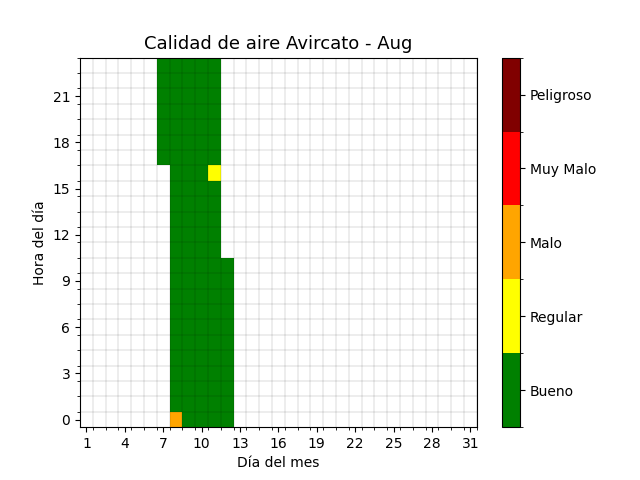 Calidad de aire Avircato - Aug
Hora del día
21
18
15
12
9
6
3
0
1 4 7 10 13 16 19 22 25 28 31
Día del mes
Peligroso
Muy Malo
Malo
Regular
Bueno